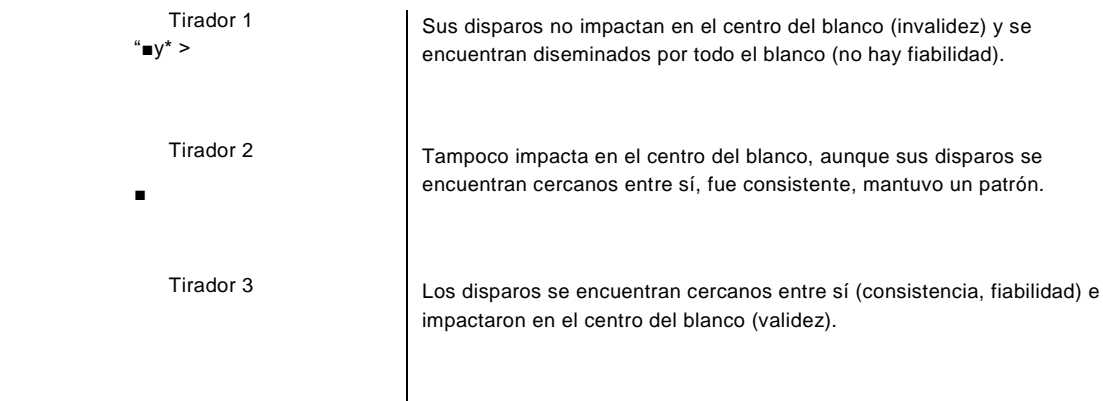 Tirador 1
“■y* >
Sus disparos no impactan en el centro del blanco (invalidez) y se
encuentran diseminados por todo el blanco (no hay fiabilidad).
Tirador 2
■
Tampoco impacta en el centro del blanco, aunque sus disparos se
encuentran cercanos entre sí, fue consistente, mantuvo un patrón.
Tirador 3
Los disparos se encuentran cercanos entre sí (consistencia, fiabilidad) e
impactaron en el centro del blanco (validez).